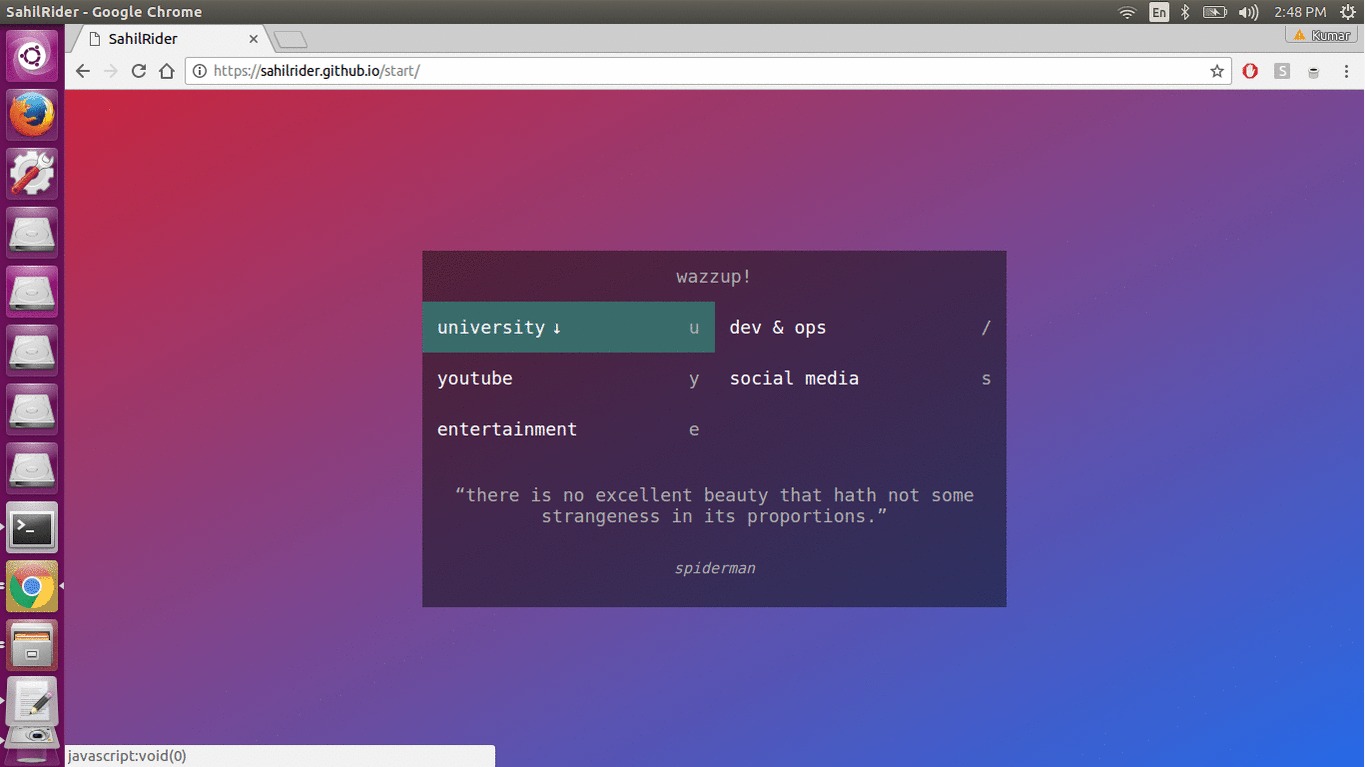 SahilRider - Google Chrome
En
2:48 PM
SahilRider
Kumar
https://sahilrider.github.io/start/
S
wazzup!
university ↓ u
dev & ops /
youtube y
social media s
entertainment e
“there is no excellent beauty that hath not some
strangeness in its proportions.”
spiderman
>_
javascript:void(0)